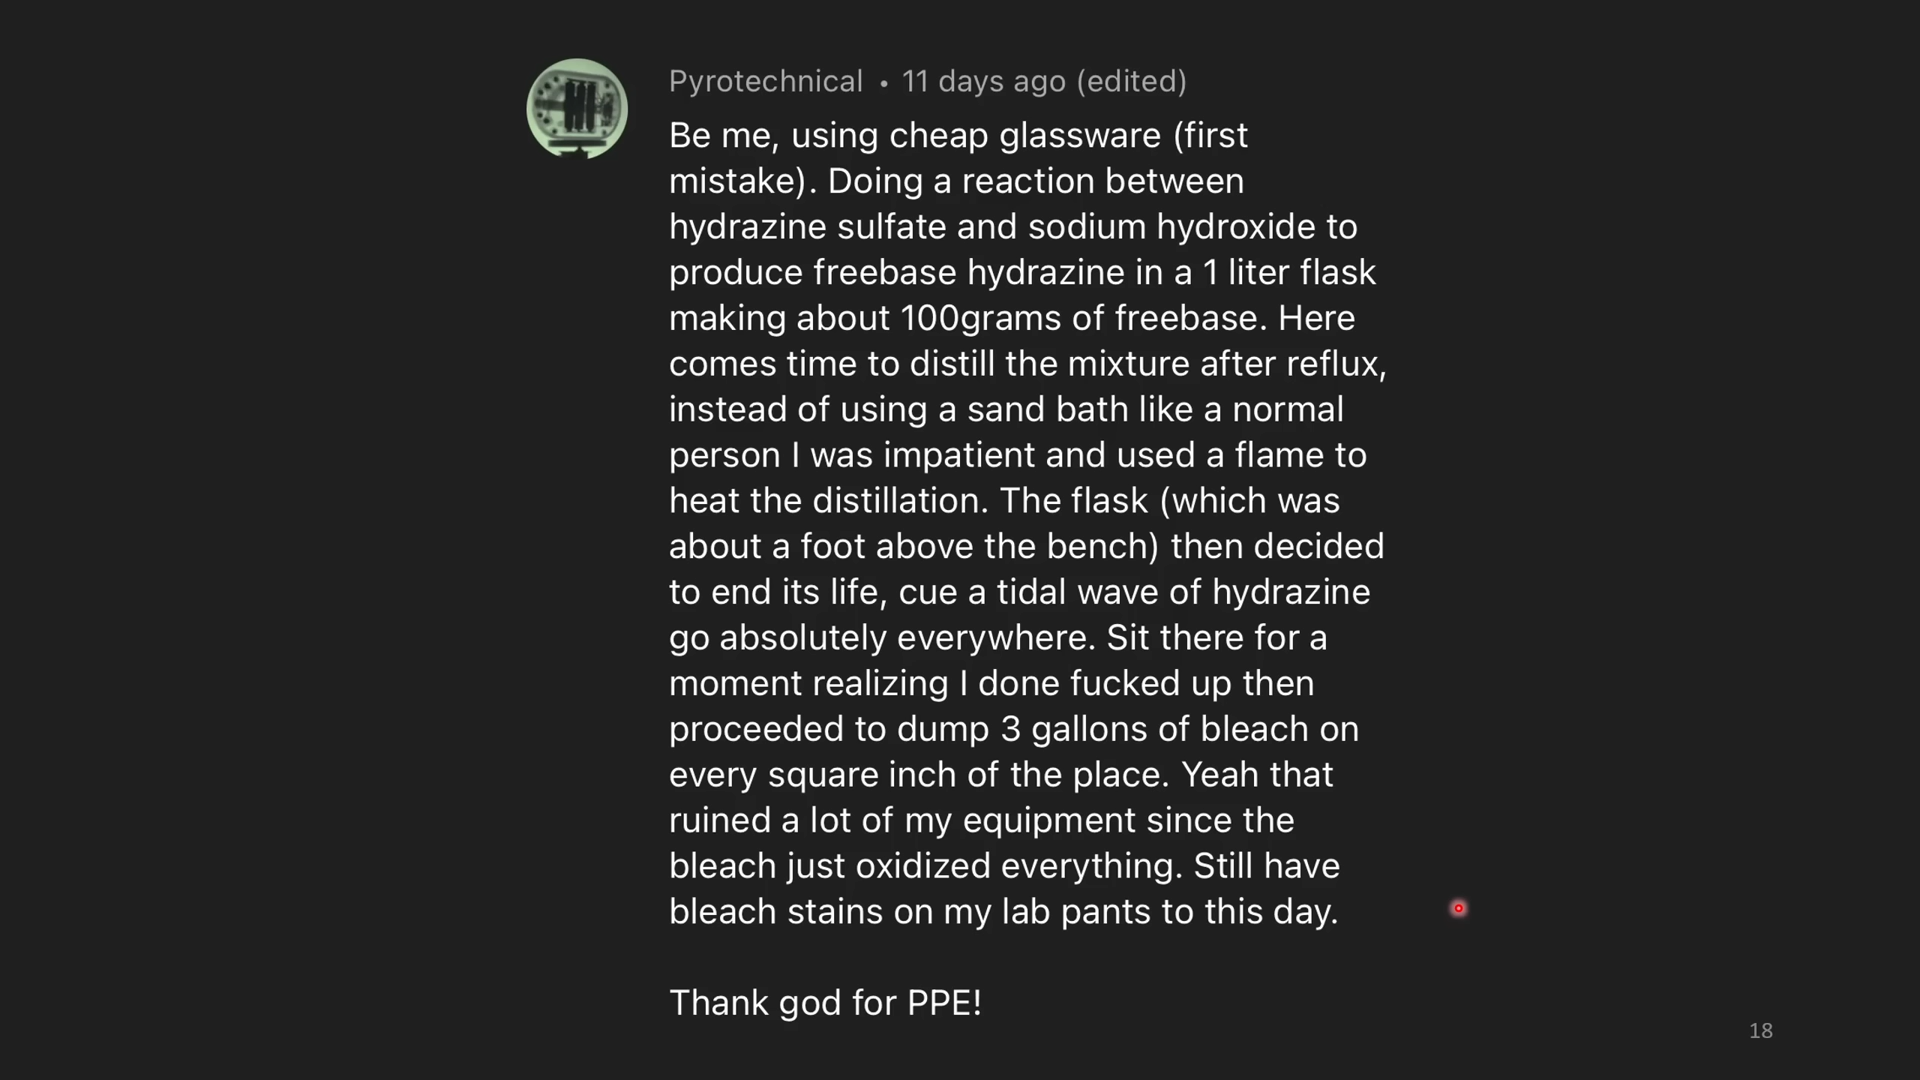 Pyrotechnical • 11 days ago (edited)
Be me, using cheap glassware (first
mistake). Doing a reaction between
hydrazine sulfate and sodium hydroxide to
produce freebase hydrazine in a 1 liter flask
making about 100grams of freebase. Here
comes time to distill the mixture after reflux,
instead of using a sand bath like a normal
person I was impatient and used a flame to
heat the distillation. The flask (which was
about a foot above the bench) then decided
to end its life, cue a tidal wave of hydrazine
go absolutely everywhere. Sit there for a
moment realizing I done fucked up then
proceeded to dump 3 gallons of bleach on
every square inch of the place. Yeah that
ruined a lot of my equipment since the
bleach just oxidized everything. Still have
bleach stains on my lab pants to this day.
Thank god for PPE!
18